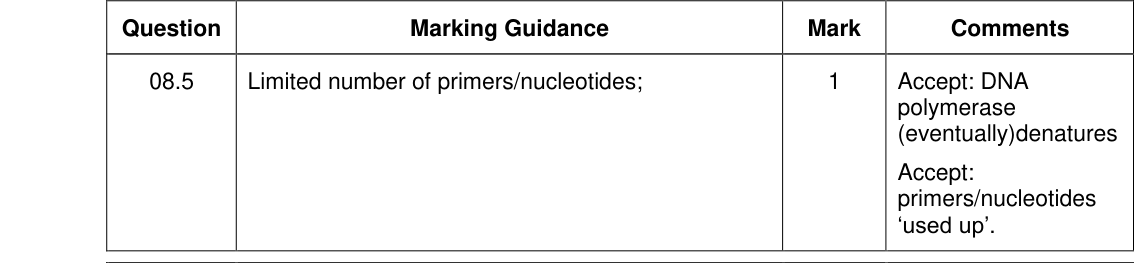 Question Marking Guidance Mark Comments
08.5 Limited number of primers/nucleotides; 1 Accept: DNA
polymerase
(eventually)denatures
Accept:
primers/nucleotides
‘used up’.